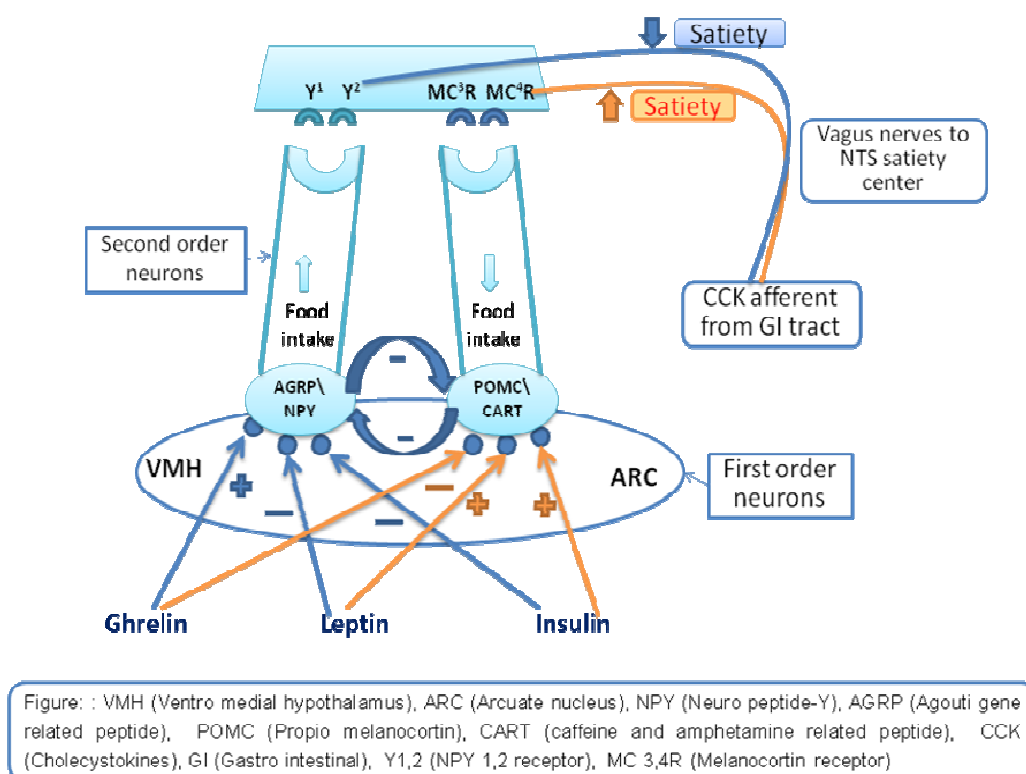 Satiety
Y¹ Y² MC³R MC⁴R
Satiety
Vagus nerves to
NTS satiety
center
Second order
neurons
CCK afferent
from GI tract
Food
intake
Food
intake
AGRP\
NPY
POMC\
CART
VMH
ARC
First order
neurons
Ghrelin
Leptin
Insulin
Figure: : VMH (Ventro medial hypothalamus), ARC (Arcuate nucleus), NPY (Neuro peptide-Y), AGRP (Agouti gene
related peptide), POMC (Propio melanocortin), CART (caffeine and amphetamine related peptide), CCK
(Cholecystokines), GI (Gastro intestinal), Y1,2 (NPY 1,2 receptor), MC 3,4R (Melanocortin receptor)